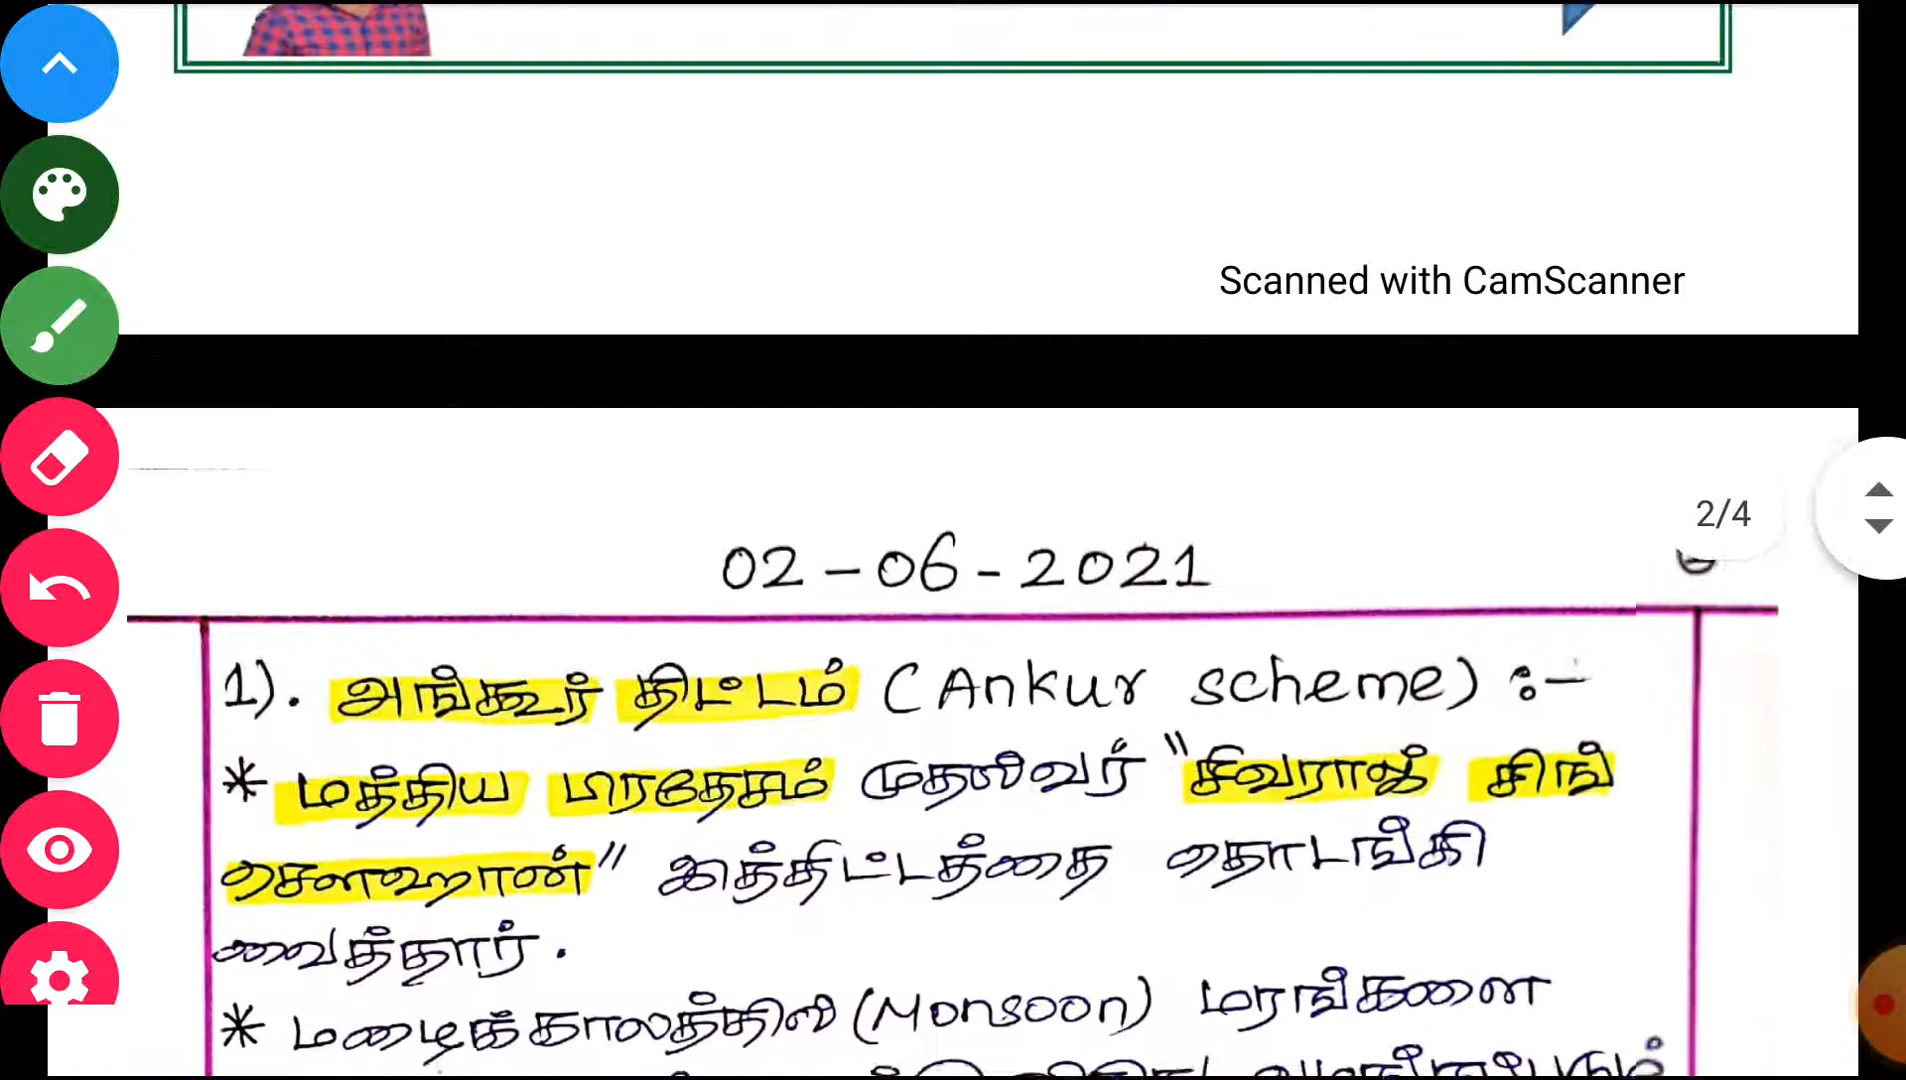 Scanned with CamScanner
2/4
02-06-2021
1). அங்கூர் திட்டம் (Ankur scheme) :-
* மத்திய பிரதேசம் முதல்வர் "சிவராஜ் சிங்
சௌஹான்" இத்திட்டத்தை தொடங்கி
வைத்தார்.
* மழைக்காலத்தில் (Monsoon) மரங்களை